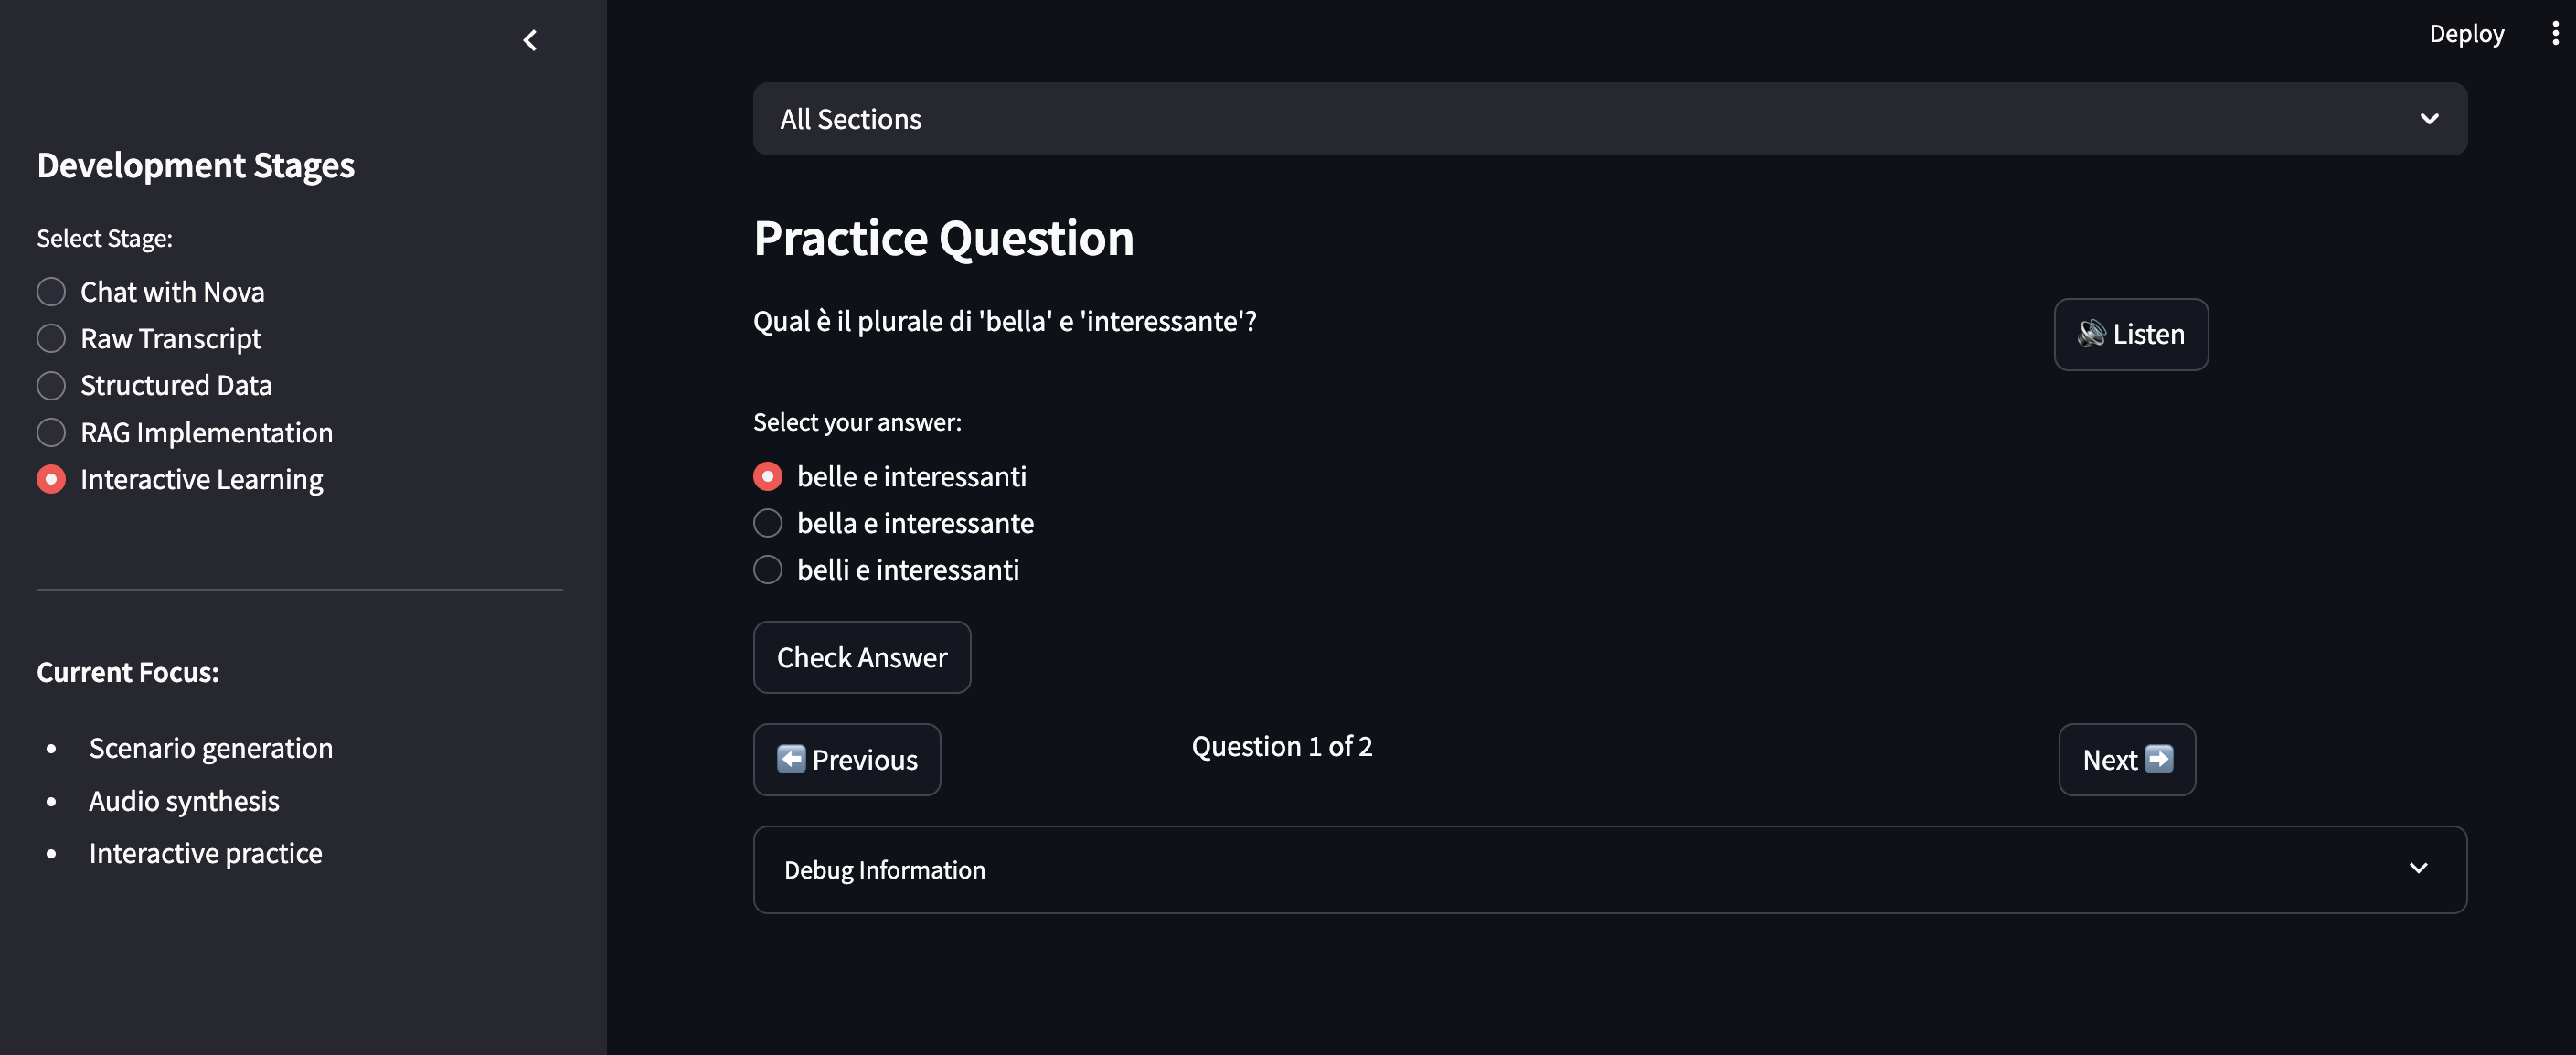 Development Stages
Select Stage:
Chat with Nova
Raw Transcript
Structured Data
RAG Implementation
Interactive Learning
Current Focus:
Scenario generation
Audio synthesis
Interactive practice
Deploy
All Sections
Practice Question
Qual è il plurale di 'bella' e 'interessante'?
🔊 Listen
Select your answer:
belle e interessanti
bella e interessante
belli e interessanti
Check Answer
⬅️ Previous
Question 1 of 2
Next ➡️
Debug Information